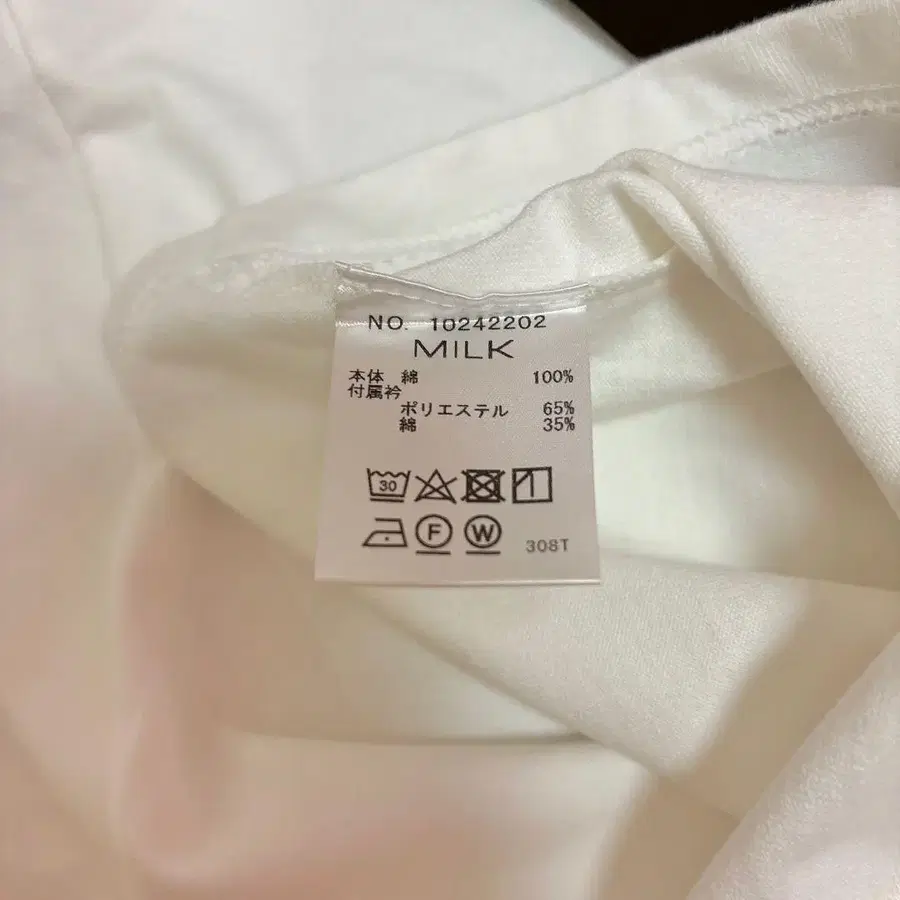 NO. 10242202
MILK
本体 綿 100%
付属衿
ポリエステル 65%
綿 35%
30
F W 308T